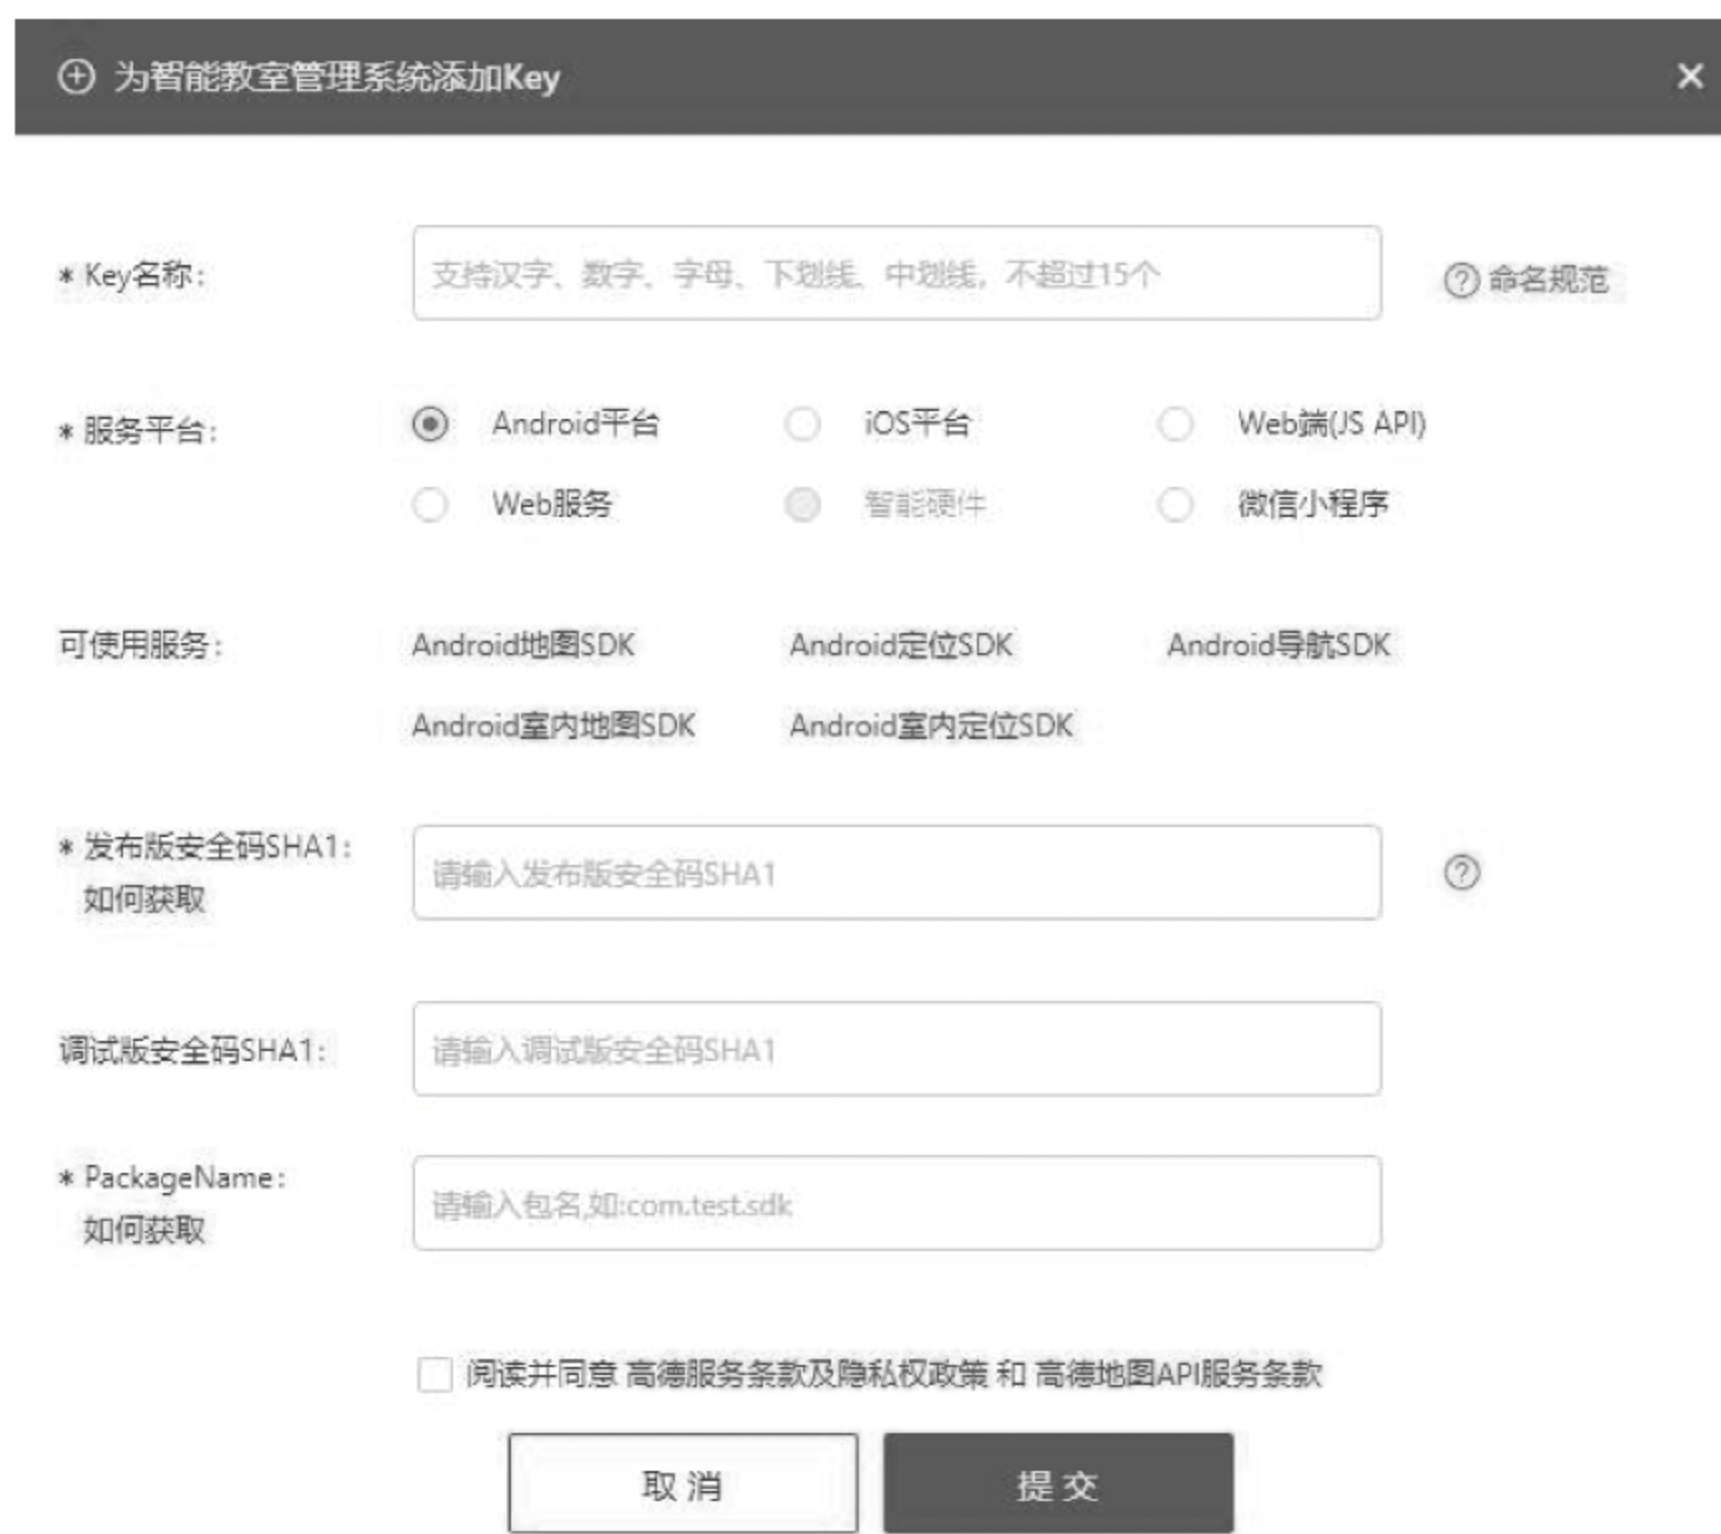 为智能教室管理系统添加Key
* Key名称： 支持汉字、数字、字母、下划线、中划线，不超过15个 ? 命名规范
* 服务平台： Android平台 iOS平台 Web端(JS API)
Web服务 智能硬件 微信小程序
可使用服务： Android地图SDK Android定位SDK Android导航SDK
Android室内地图SDK Android室内定位SDK
* 发布版安全码SHA1： 请输入发布版安全码SHA1 ?
如何获取
调试版安全码SHA1： 请输入调试版安全码SHA1
* PackageName： 请输入包名,如:com.test.sdk
如何获取
阅读并同意 高德服务条款及隐私权政策 和 高德地图API服务条款
取消 提交